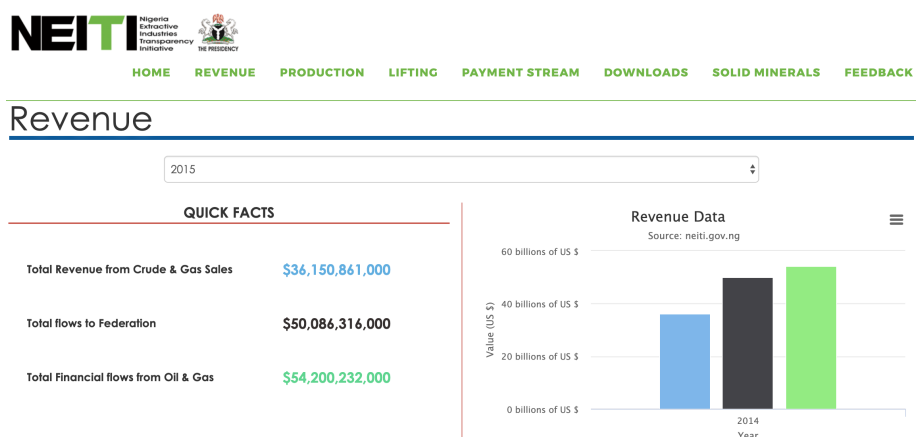 NEITI
Nigeria
Extractive
Industries
Transparency
Initiative
THE PRESIDENCY
HOME REVENUE PRODUCTION LIFTING PAYMENT STREAM DOWNLOADS SOLID MINERALS FEEDBACK
Revenue
2015
QUICK FACTS
Total Revenue from Crude & Gas Sales $36,150,861,000
Total flows to Federation $50,086,316,000
Total Financial flows from Oil & Gas $54,200,232,000
Revenue Data
Source: neiti.gov.ng
Value (US $)
60 billions of US $
40 billions of US $
20 billions of US $
0 billions of US $
2014
Year